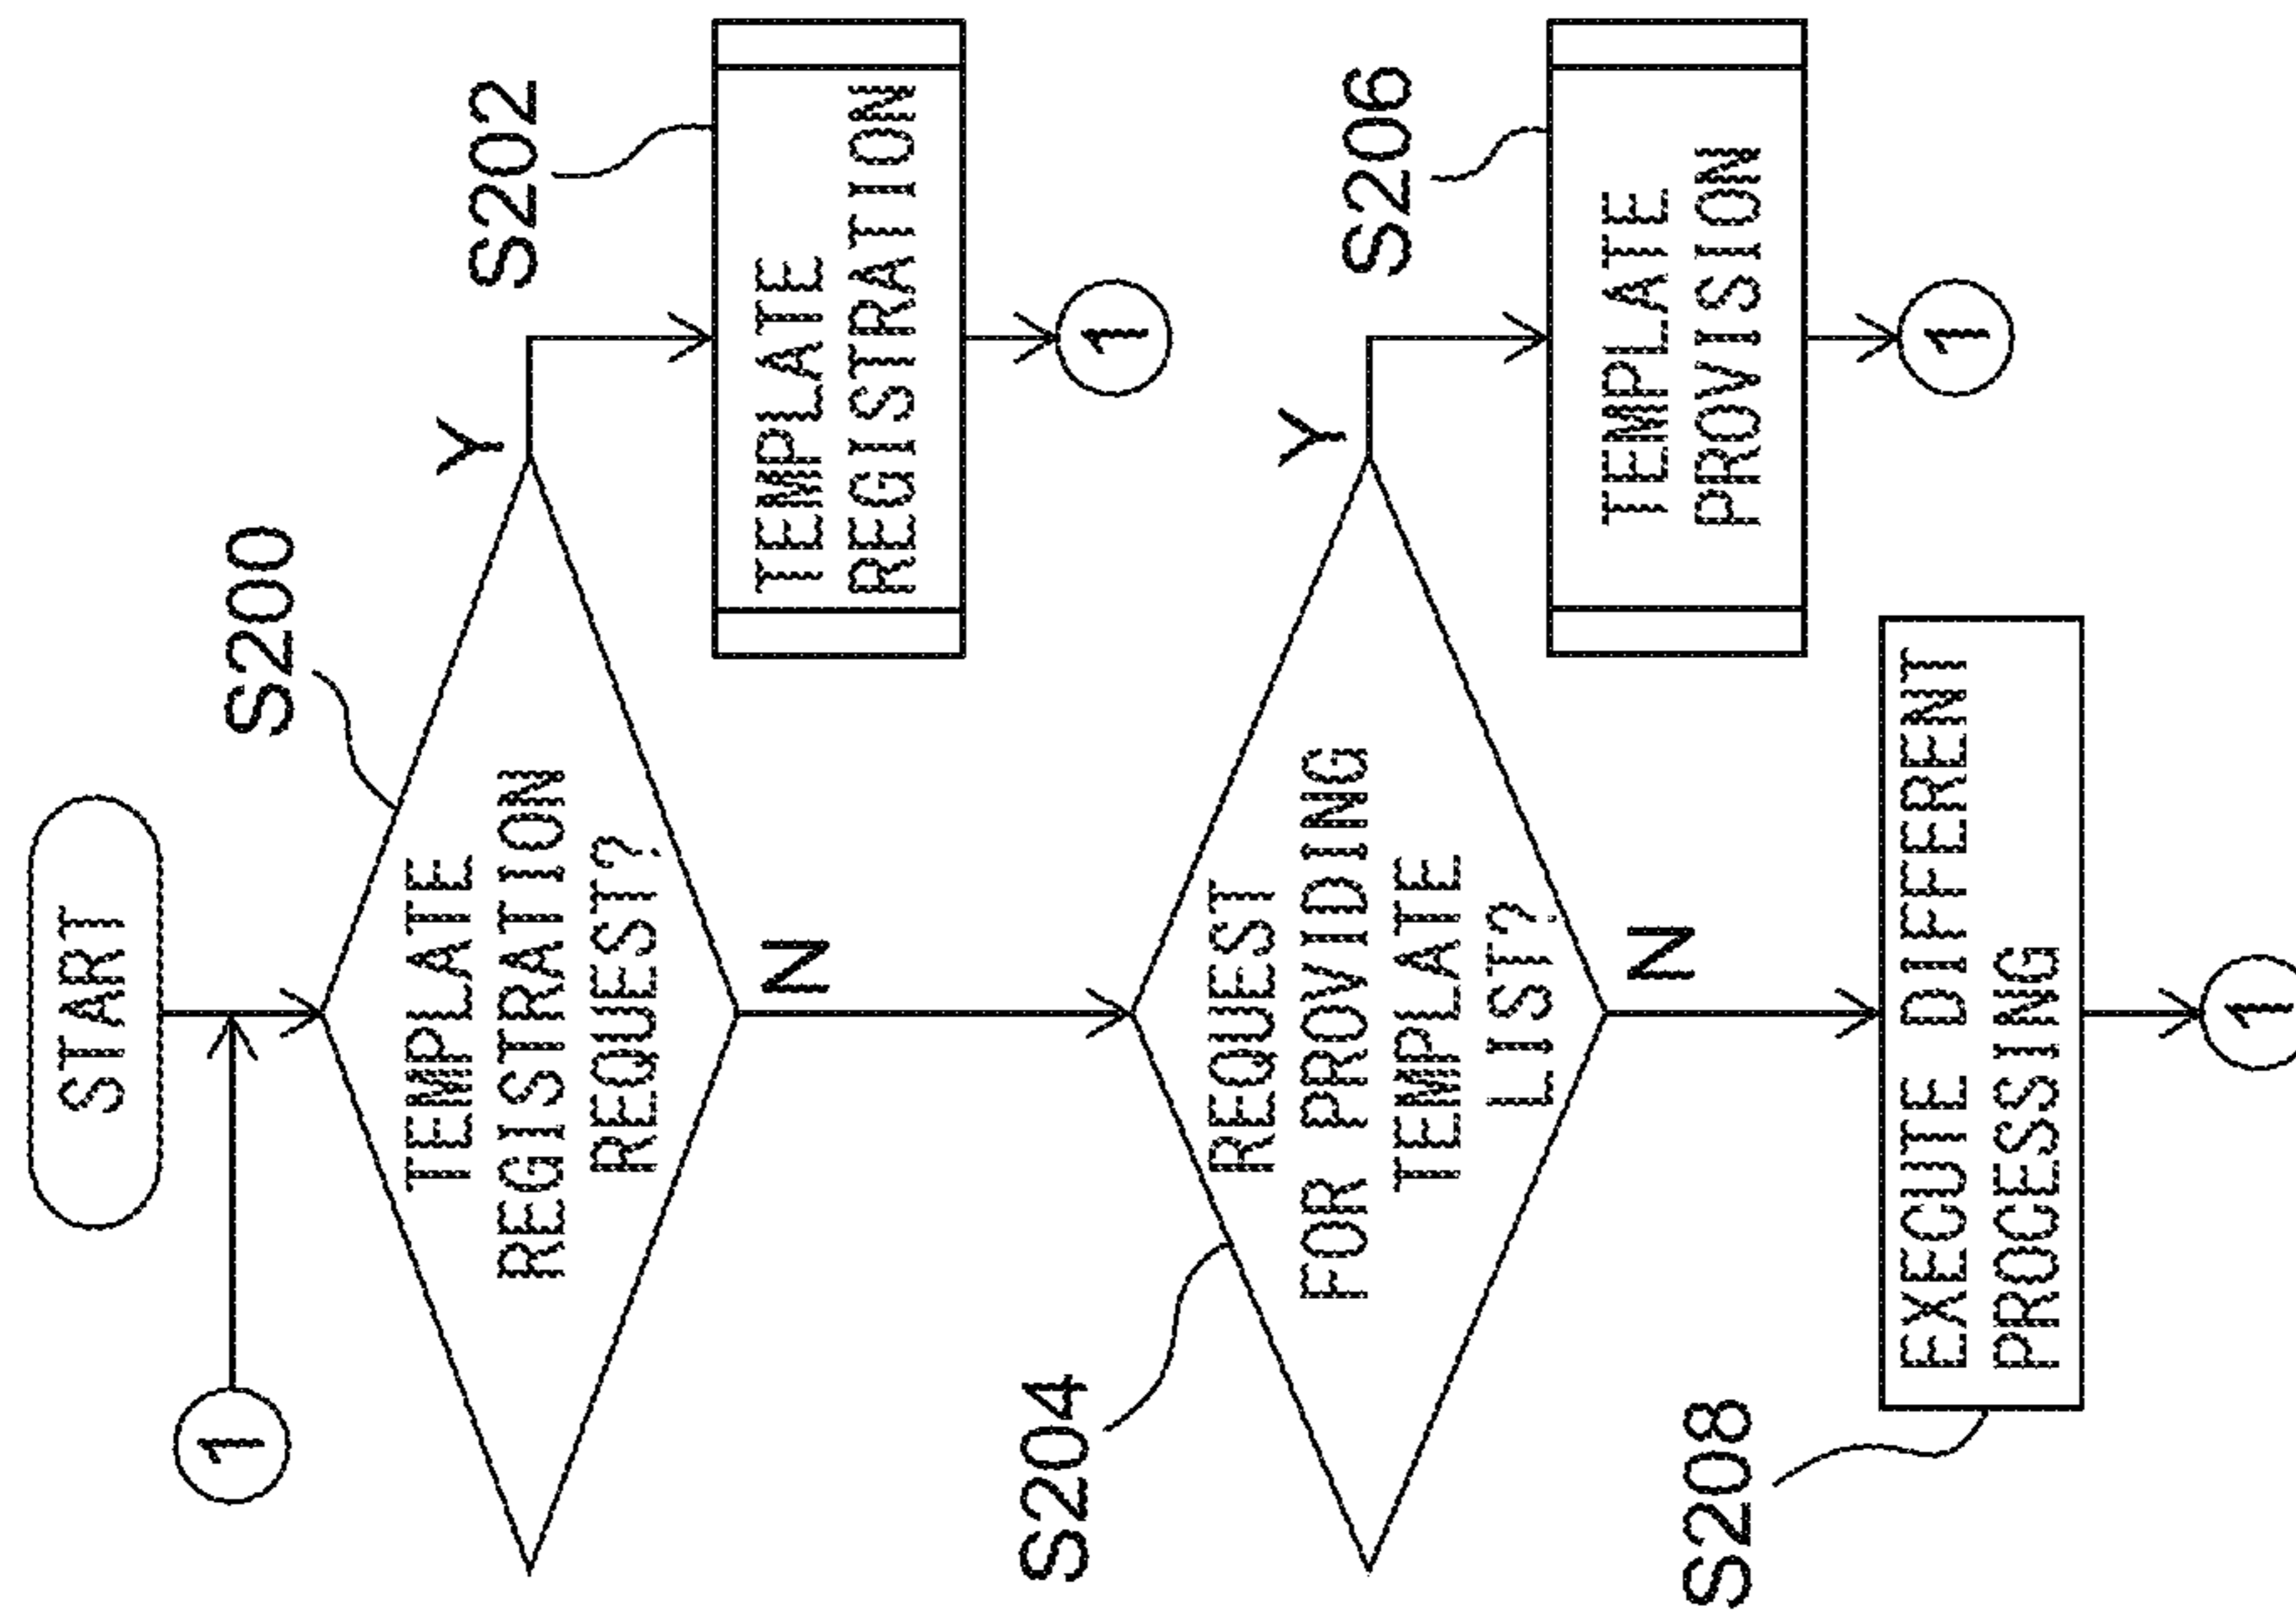 START
1
S200
TEMPLATE
REGISTRATION
REQUEST?
Y
S202
TEMPLATE
REGISTRATION
1
N
S204
REQUEST
FOR PROVIDING
TEMPLATE
LIST?
Y
S206
TEMPLATE
PROVISION
1
N
S208
EXECUTE DIFFERENT
PROCESSING
1